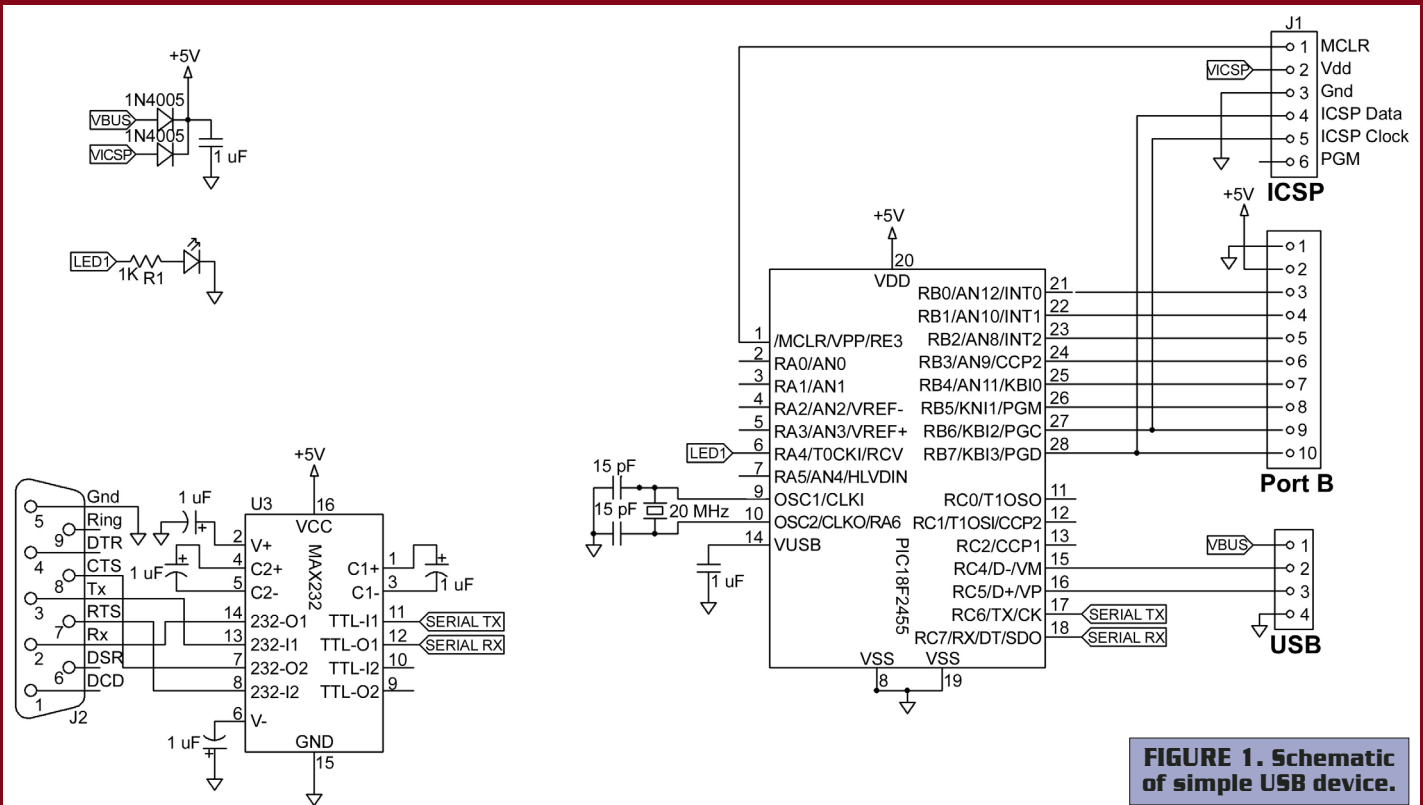 +5V
1N4005
VBUS
1N4005
VICSP
1 uF
LED1
1K R1
J1
1 MCLR
VICSP
2 Vdd
3 Gnd
4 ICSP Data
5 ICSP Clock
6 PGM
ICSP
+5V
1
2
3
4
5
6
7
8
9
10
Port B
+5V
20
VDD
1 /MCLR/VPP/RE3
2 RA0/AN0
3 RA1/AN1
4 RA2/AN2/VREF-
5 RA3/AN3/VREF+
LED1
6 RA4/T0CKI/RCV
7 RA5/AN4/HLVDIN
9 OSC1/CLKI
10 OSC2/CLKO/RA6
14 VUSB
15 pF
15 pF
20 MHz
1 uF
PIC18F2455
RB0/AN12/INT0 21
RB1/AN10/INT1 22
RB2/AN8/INT2 23
RB3/AN9/CCP2 24
RB4/AN11/KBI0 25
RB5/KNI1/PGM 26
RB6/KBI2/PGC 27
RB7/KBI3/PGD 28
RC0/T1OSO 11
RC1/T1OSI/CCP2 12
RC2/CCP1 13
RC4/D-/VM 15
RC5/D+/VP 16
RC6/TX/CK 17
SERIAL TX
RC7/RX/DT/SDO 18
SERIAL RX
VSS VSS
8 19
VBUS
1
2
3
4
USB
Gnd
5
Ring
9
DTR
4
CTS
8
Tx
3
RTS
7
Rx
2
DSR
6
DCD
1
J2
+5V
U3
16
VCC
MAX232
1 uF
2 V+
4 C2+
1 uF
5 C2-
14 232-O1
13 232-I1
7 232-O2
8 232-I2
6 V-
1 uF
C1+ 1
C1- 3
1 uF
TTL-I1 11
SERIAL TX
TTL-O1 12
SERIAL RX
TTL-I2 10
TTL-O2 9
GND
15
FIGURE 1. Schematic
of simple USB device.